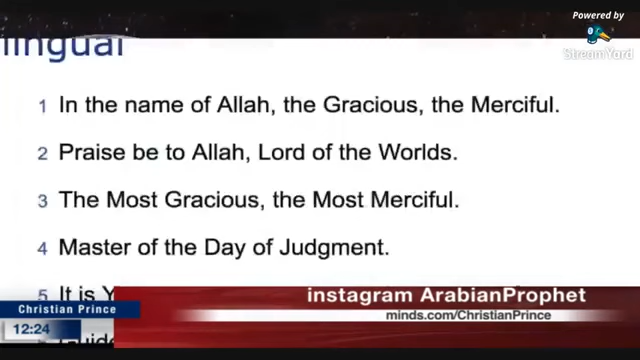 Powered by
StreamYard
lingual
1 In the name of Allah, the Gracious, the Merciful.
2 Praise be to Allah, Lord of the Worlds.
3 The Most Gracious, the Most Merciful.
4 Master of the Day of Judgment.
5 It is Y
instagram ArabianProphet
Christian Prince
minds.com/ChristianPrince
12:24
Guide